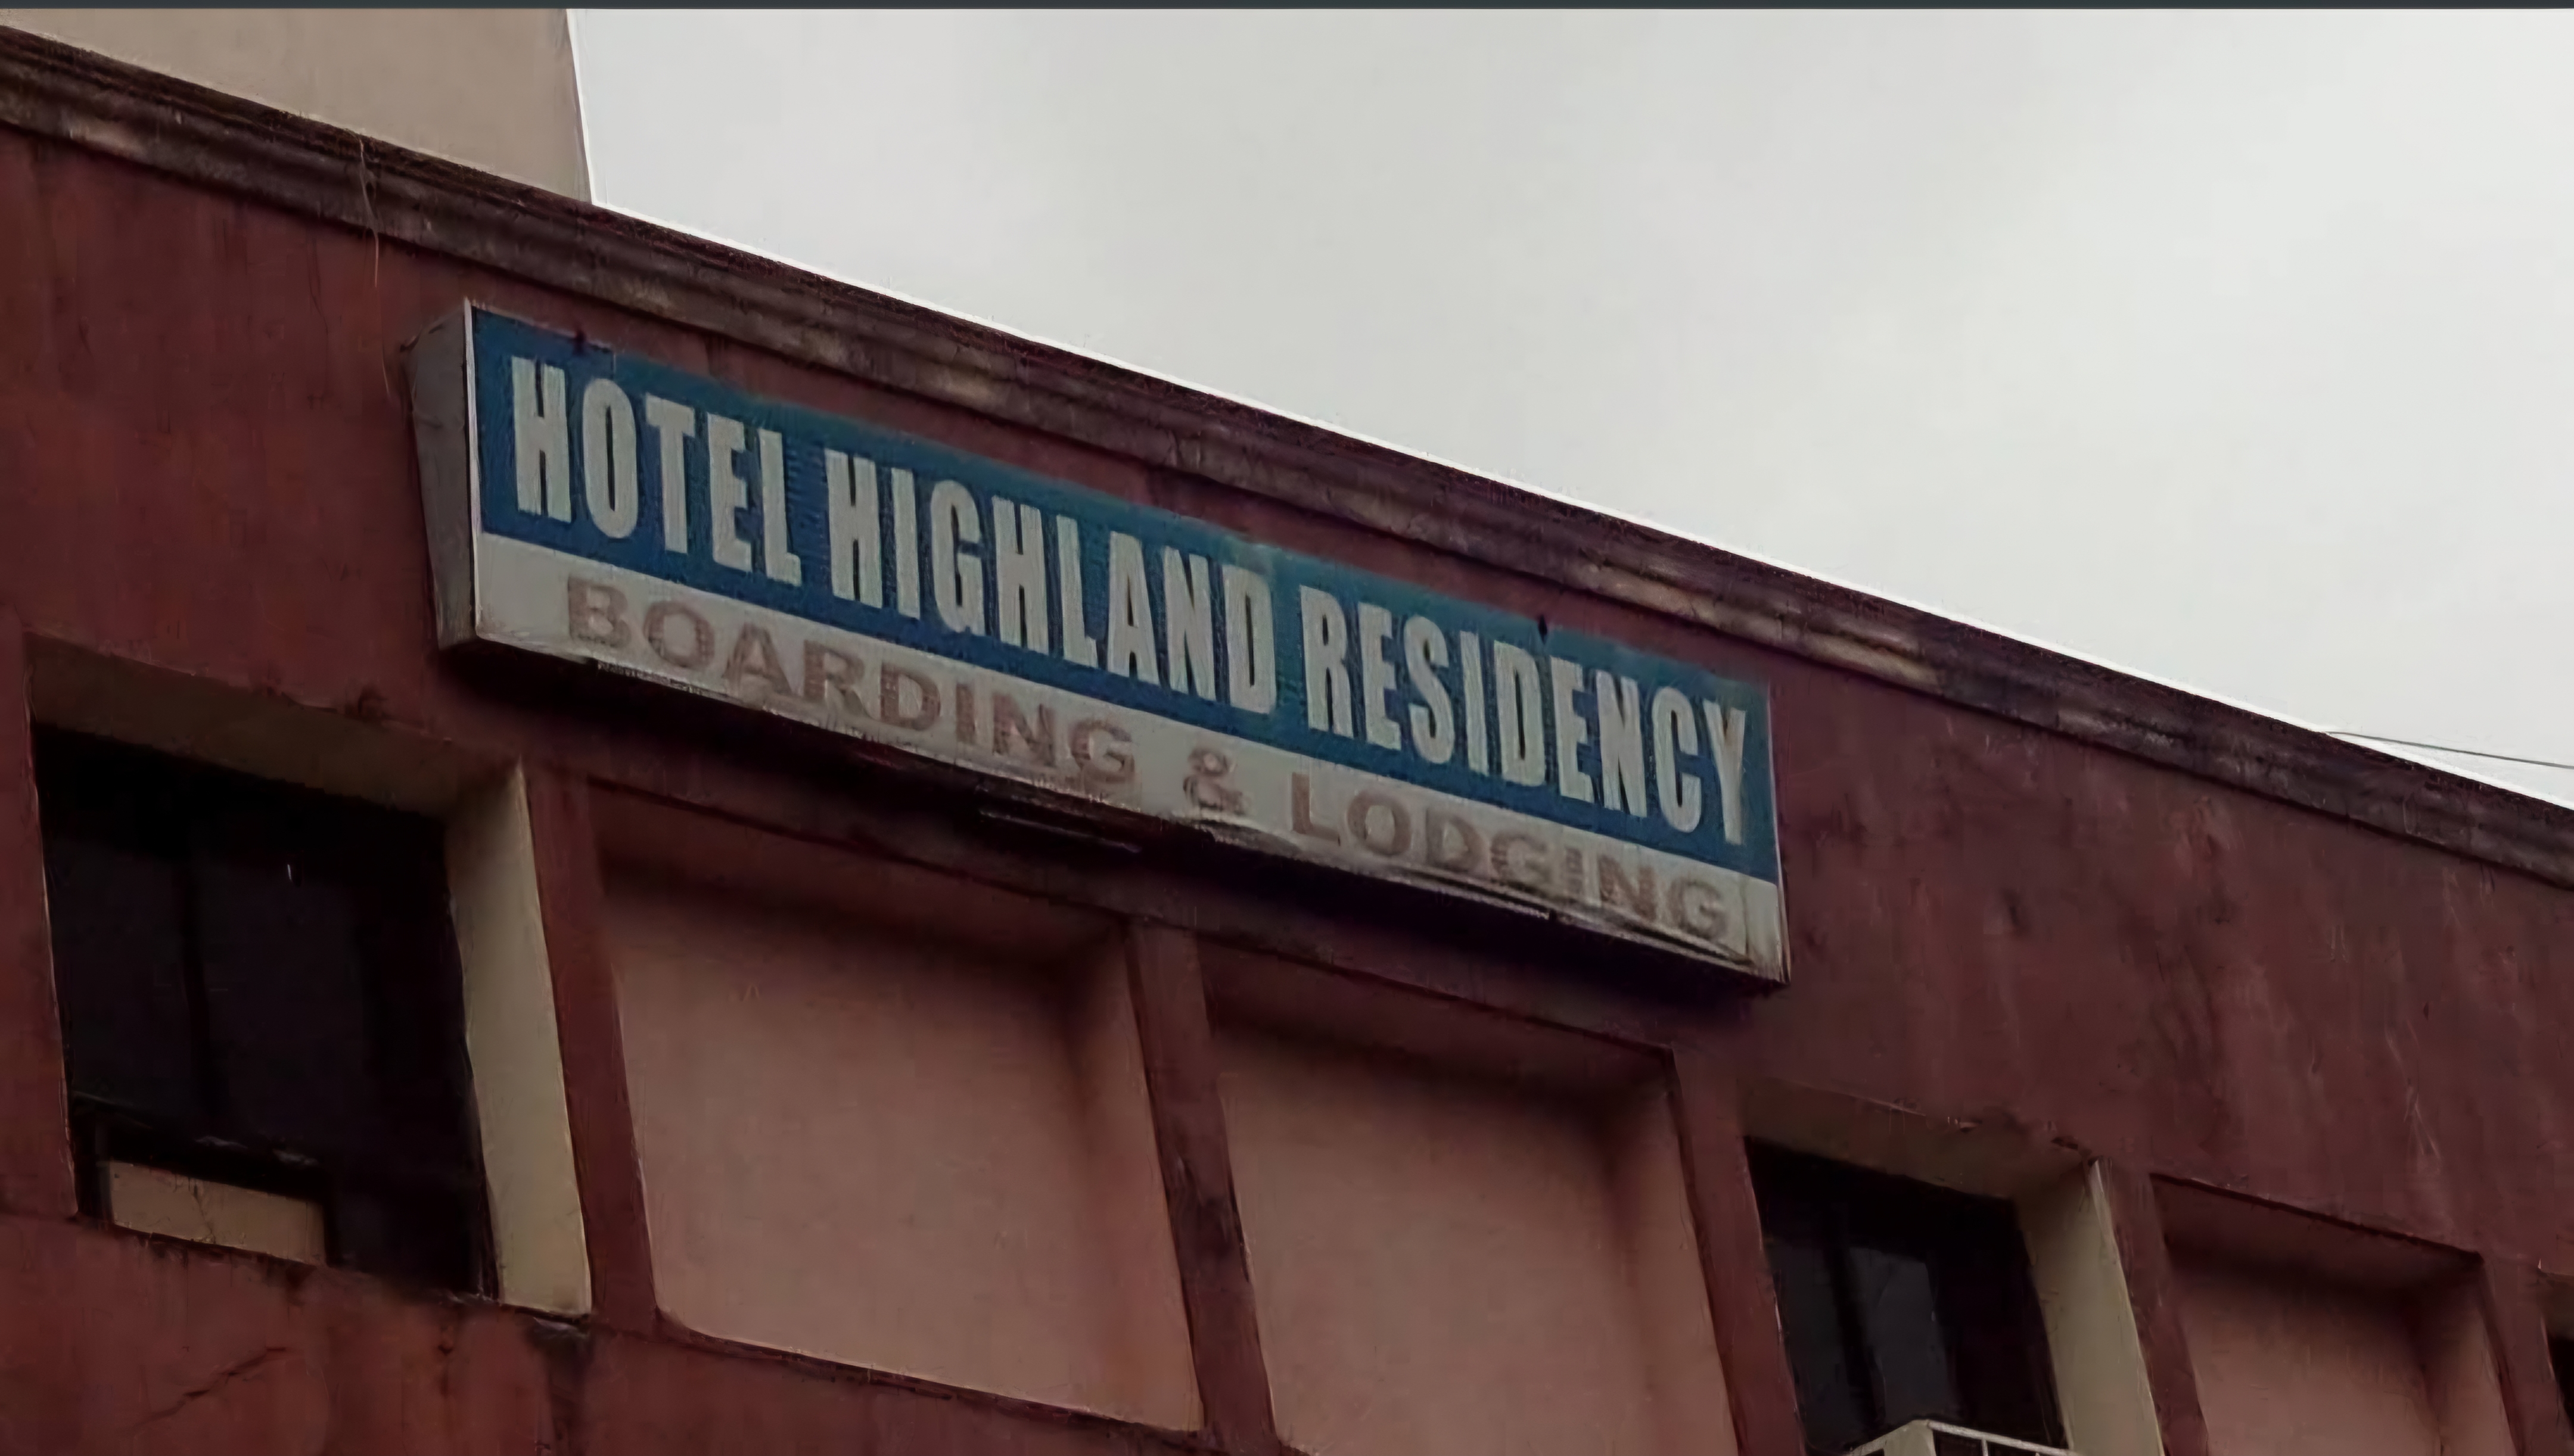 HOTEL HIGHLAND RESIDENCY
BOARDING & LODGING